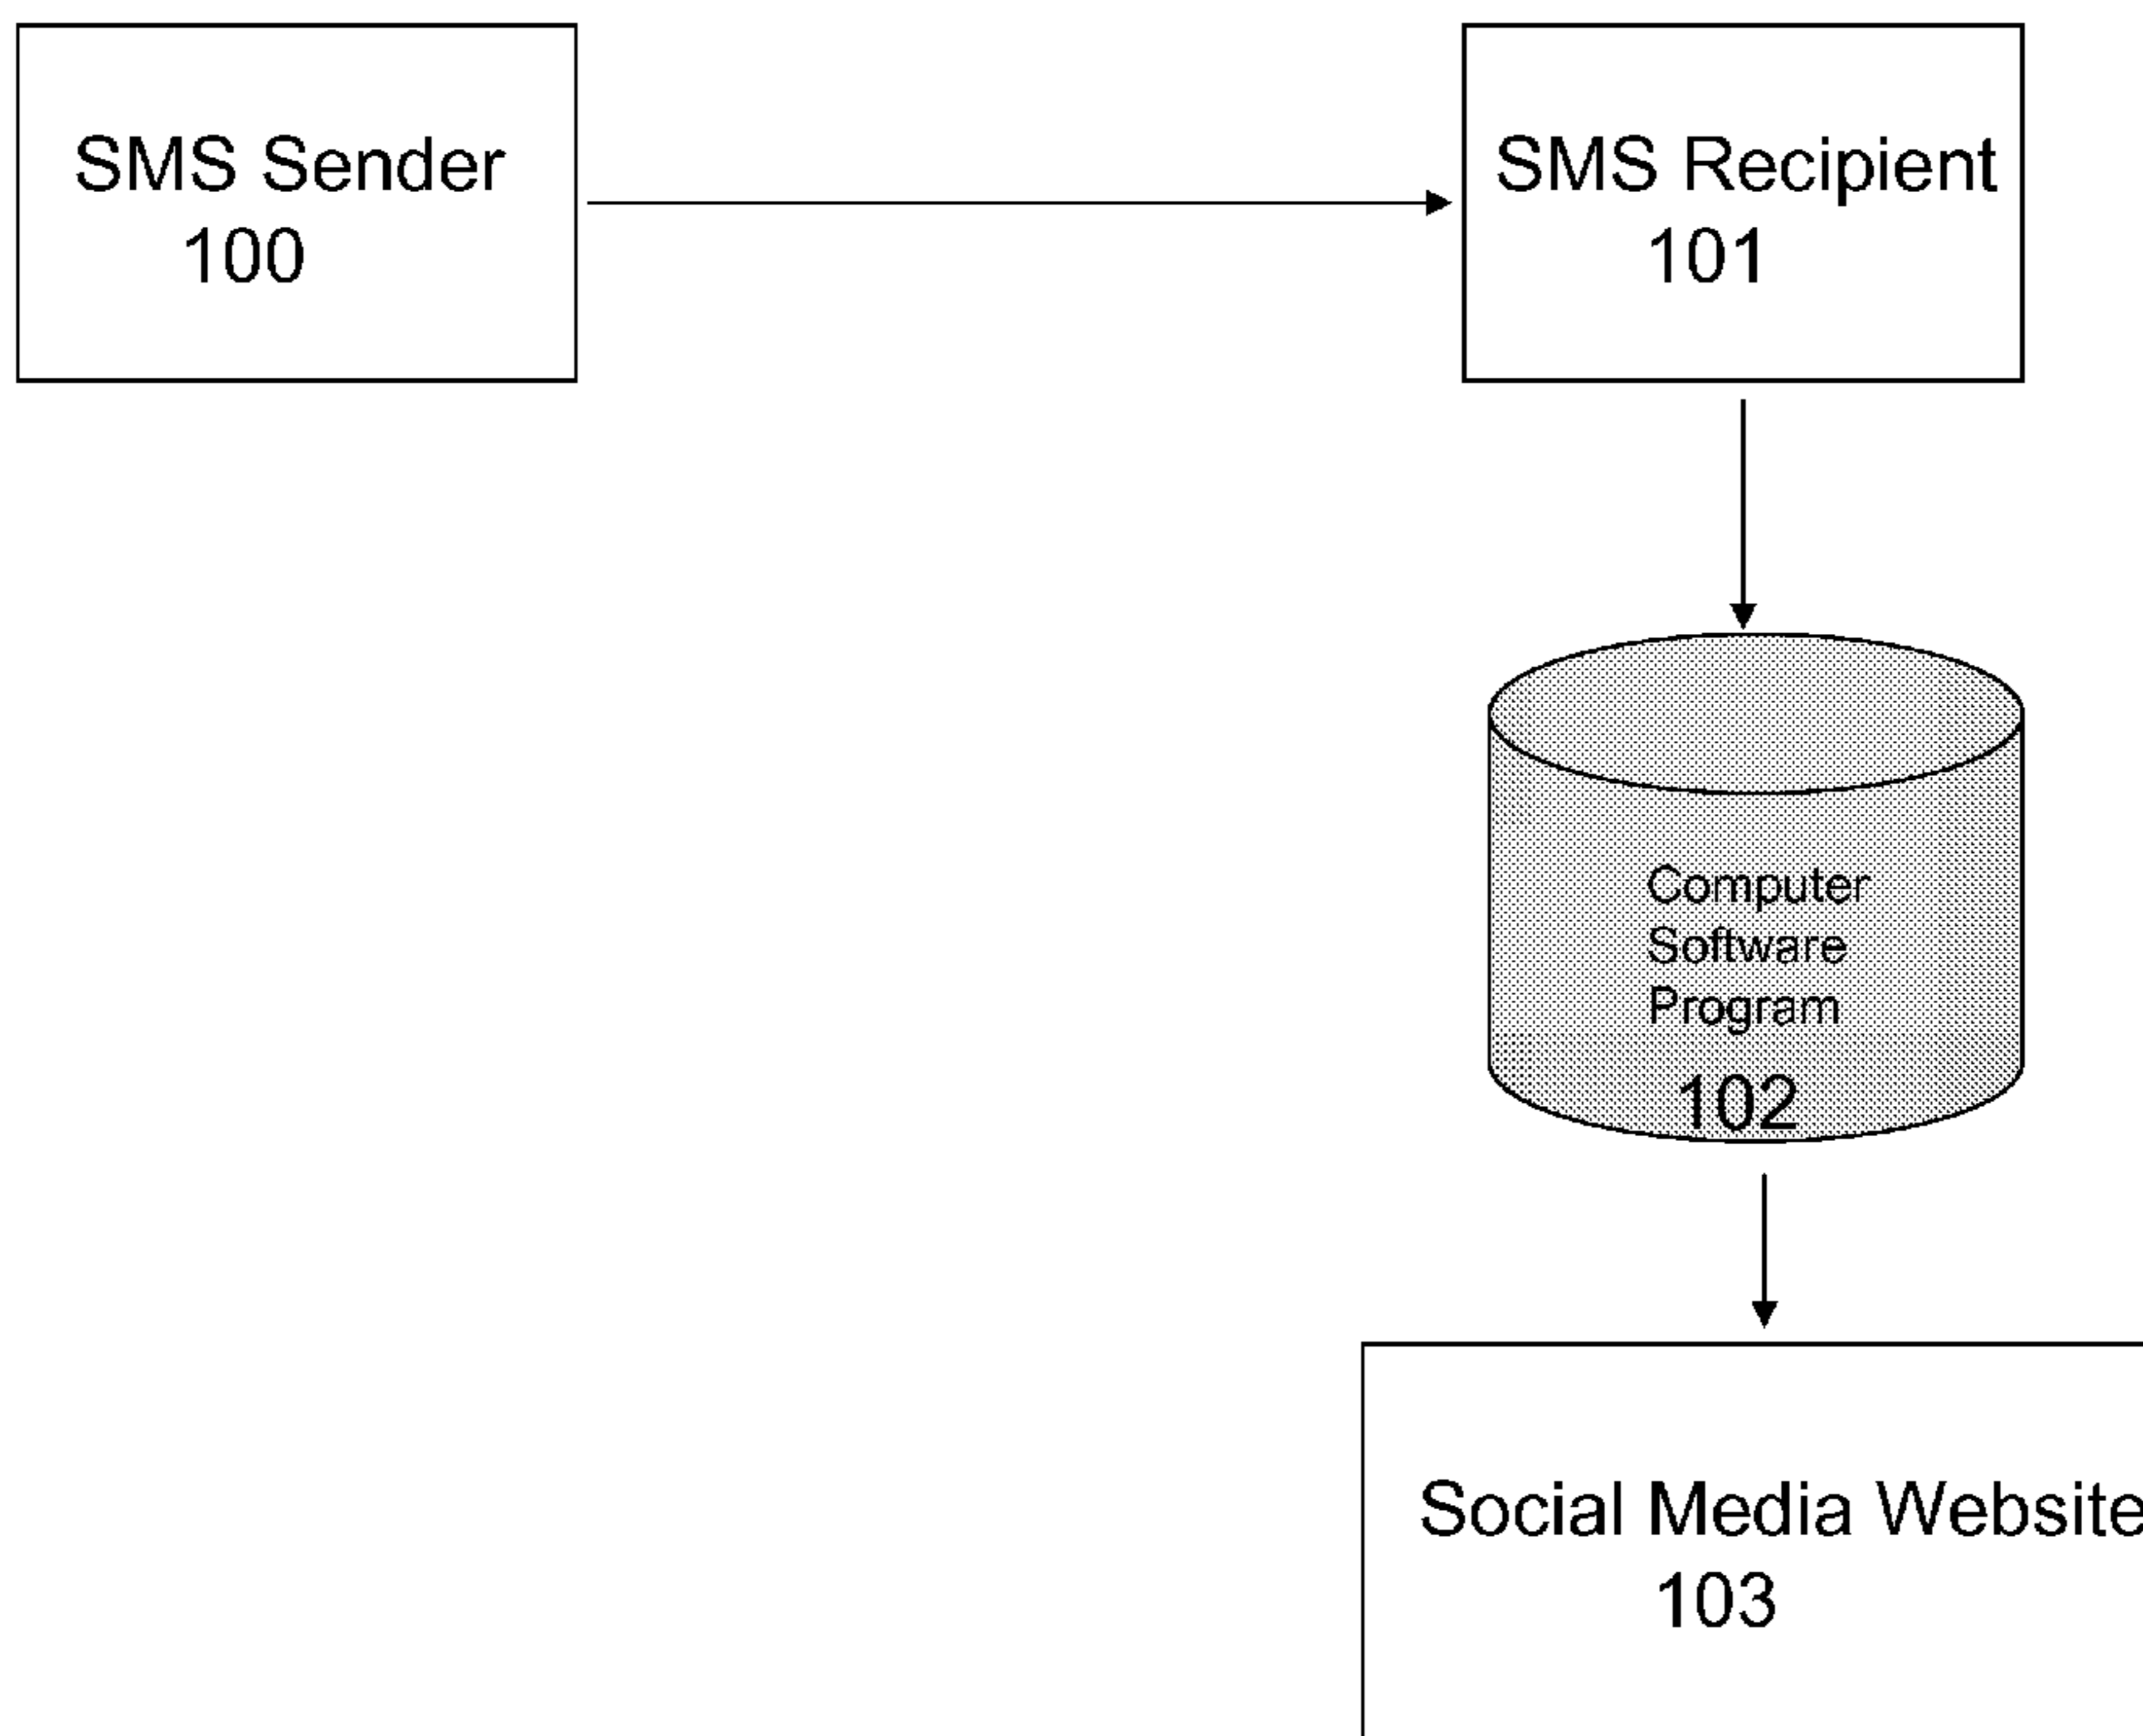 SMS Sender
100
SMS Recipient
101
Computer
Software
Program
102
Social Media Website
103